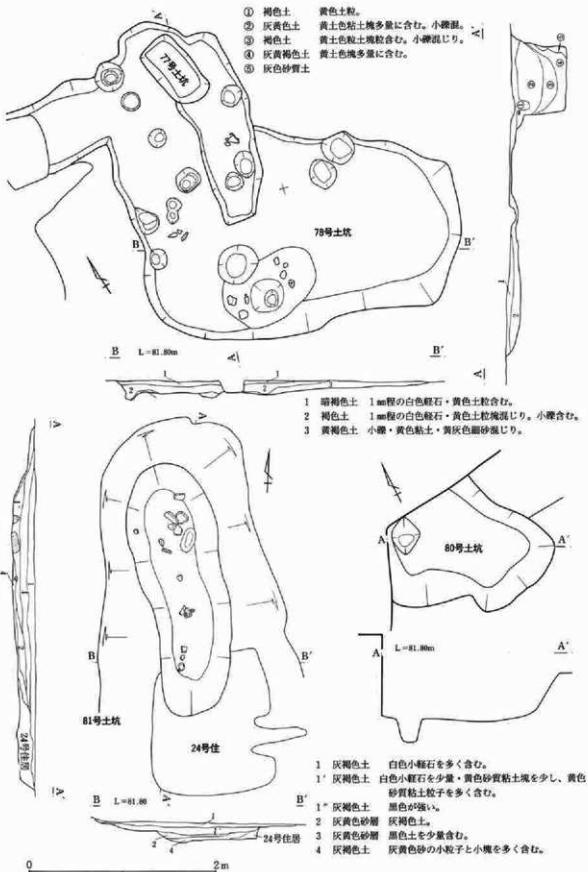 ① 褐色土　黄色土粒。
② 灰黄色土　黄土色粘土塊多量に含む。小礫混。
③ 褐色土　黄土色粒土塊粒含む。小礫混じり。
④ 灰黄褐色土　黄土色塊多量に含む。
⑤ 灰色砂質土
77号土坑
78号土坑
A
A'
B
B'
B　L=81.80m　A　B'
1　暗褐色土　1mm程の白色軽石・黄色土粒含む。
2　褐色土　1mm程の白色軽石・黄色土粒塊混じり。小礫含む。
3　黄褐色土　小礫・黄色粘土・黄灰色細砂混じり。
A
A
B
B'
81号土坑
24号住
24号住居
A'
A'
B　L=81.80　B'
24号住居
A
80号土坑
A'
A　L=81.80m　A'
1　灰褐色土　白色小軽石を多く含む。
1'　灰褐色土　白色小軽石を少量・黄色砂質粘土塊を少し、黄色
砂質粘土粒子を多く含む。
1"　灰褐色土　黒色が強い。
2　灰黄色砂層　灰褐色土。
3　灰黄色砂層　黒色土を少量含む。
4　灰褐色土　灰黄色砂の小粒子と小塊を多く含む。
0　2m